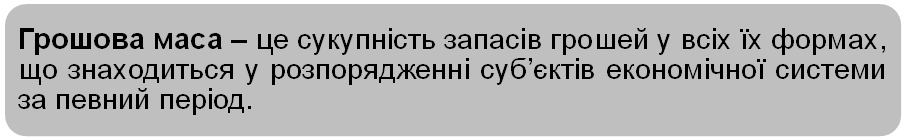 Грошова маса – це сукупність запасів грошей у всіх їх формах,
що знаходиться у розпорядженні суб’єктів економічної системи
за певний період.